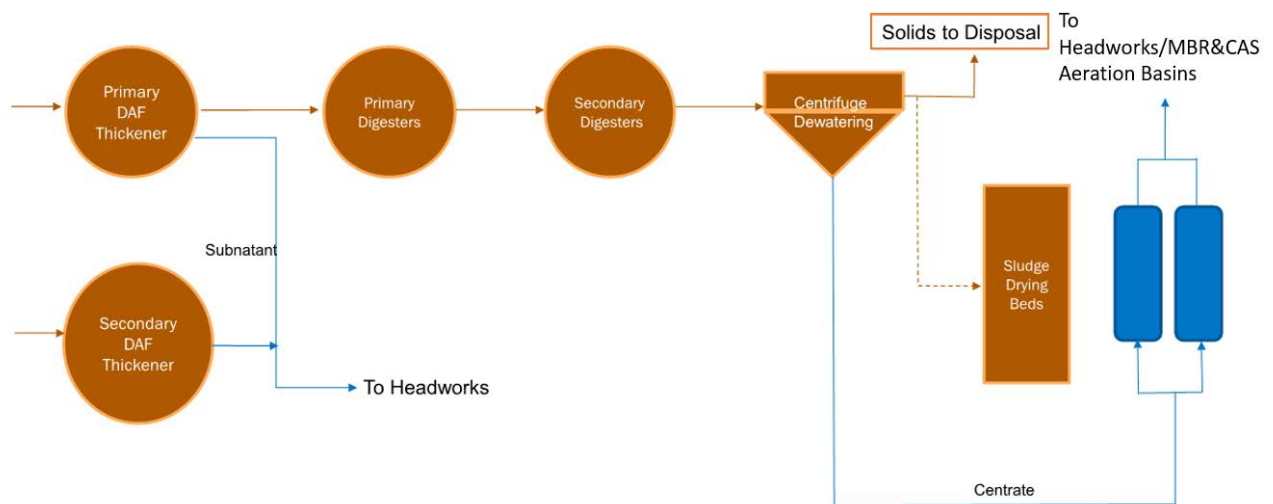 Solids to Disposal
To
Headworks/MBR&CAS
Aeration Basins
Primary
DAF
Thickener
Primary
Digesters
Secondary
Digesters
Centrifuge
Dewatering
Subnatant
Sludge
Drying
Beds
Secondary
DAF
Thickener
To Headworks
Centrate